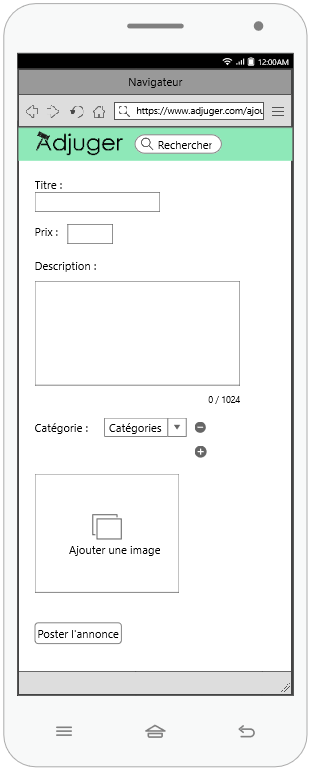 12:00AM
Navigateur
https://www.adjuger.com/ajou
Adjuger
Rechercher
Titre :
Prix :
Description :
0 / 1024
Catégorie :
Catégories
Ajouter une image
Poster l'annonce